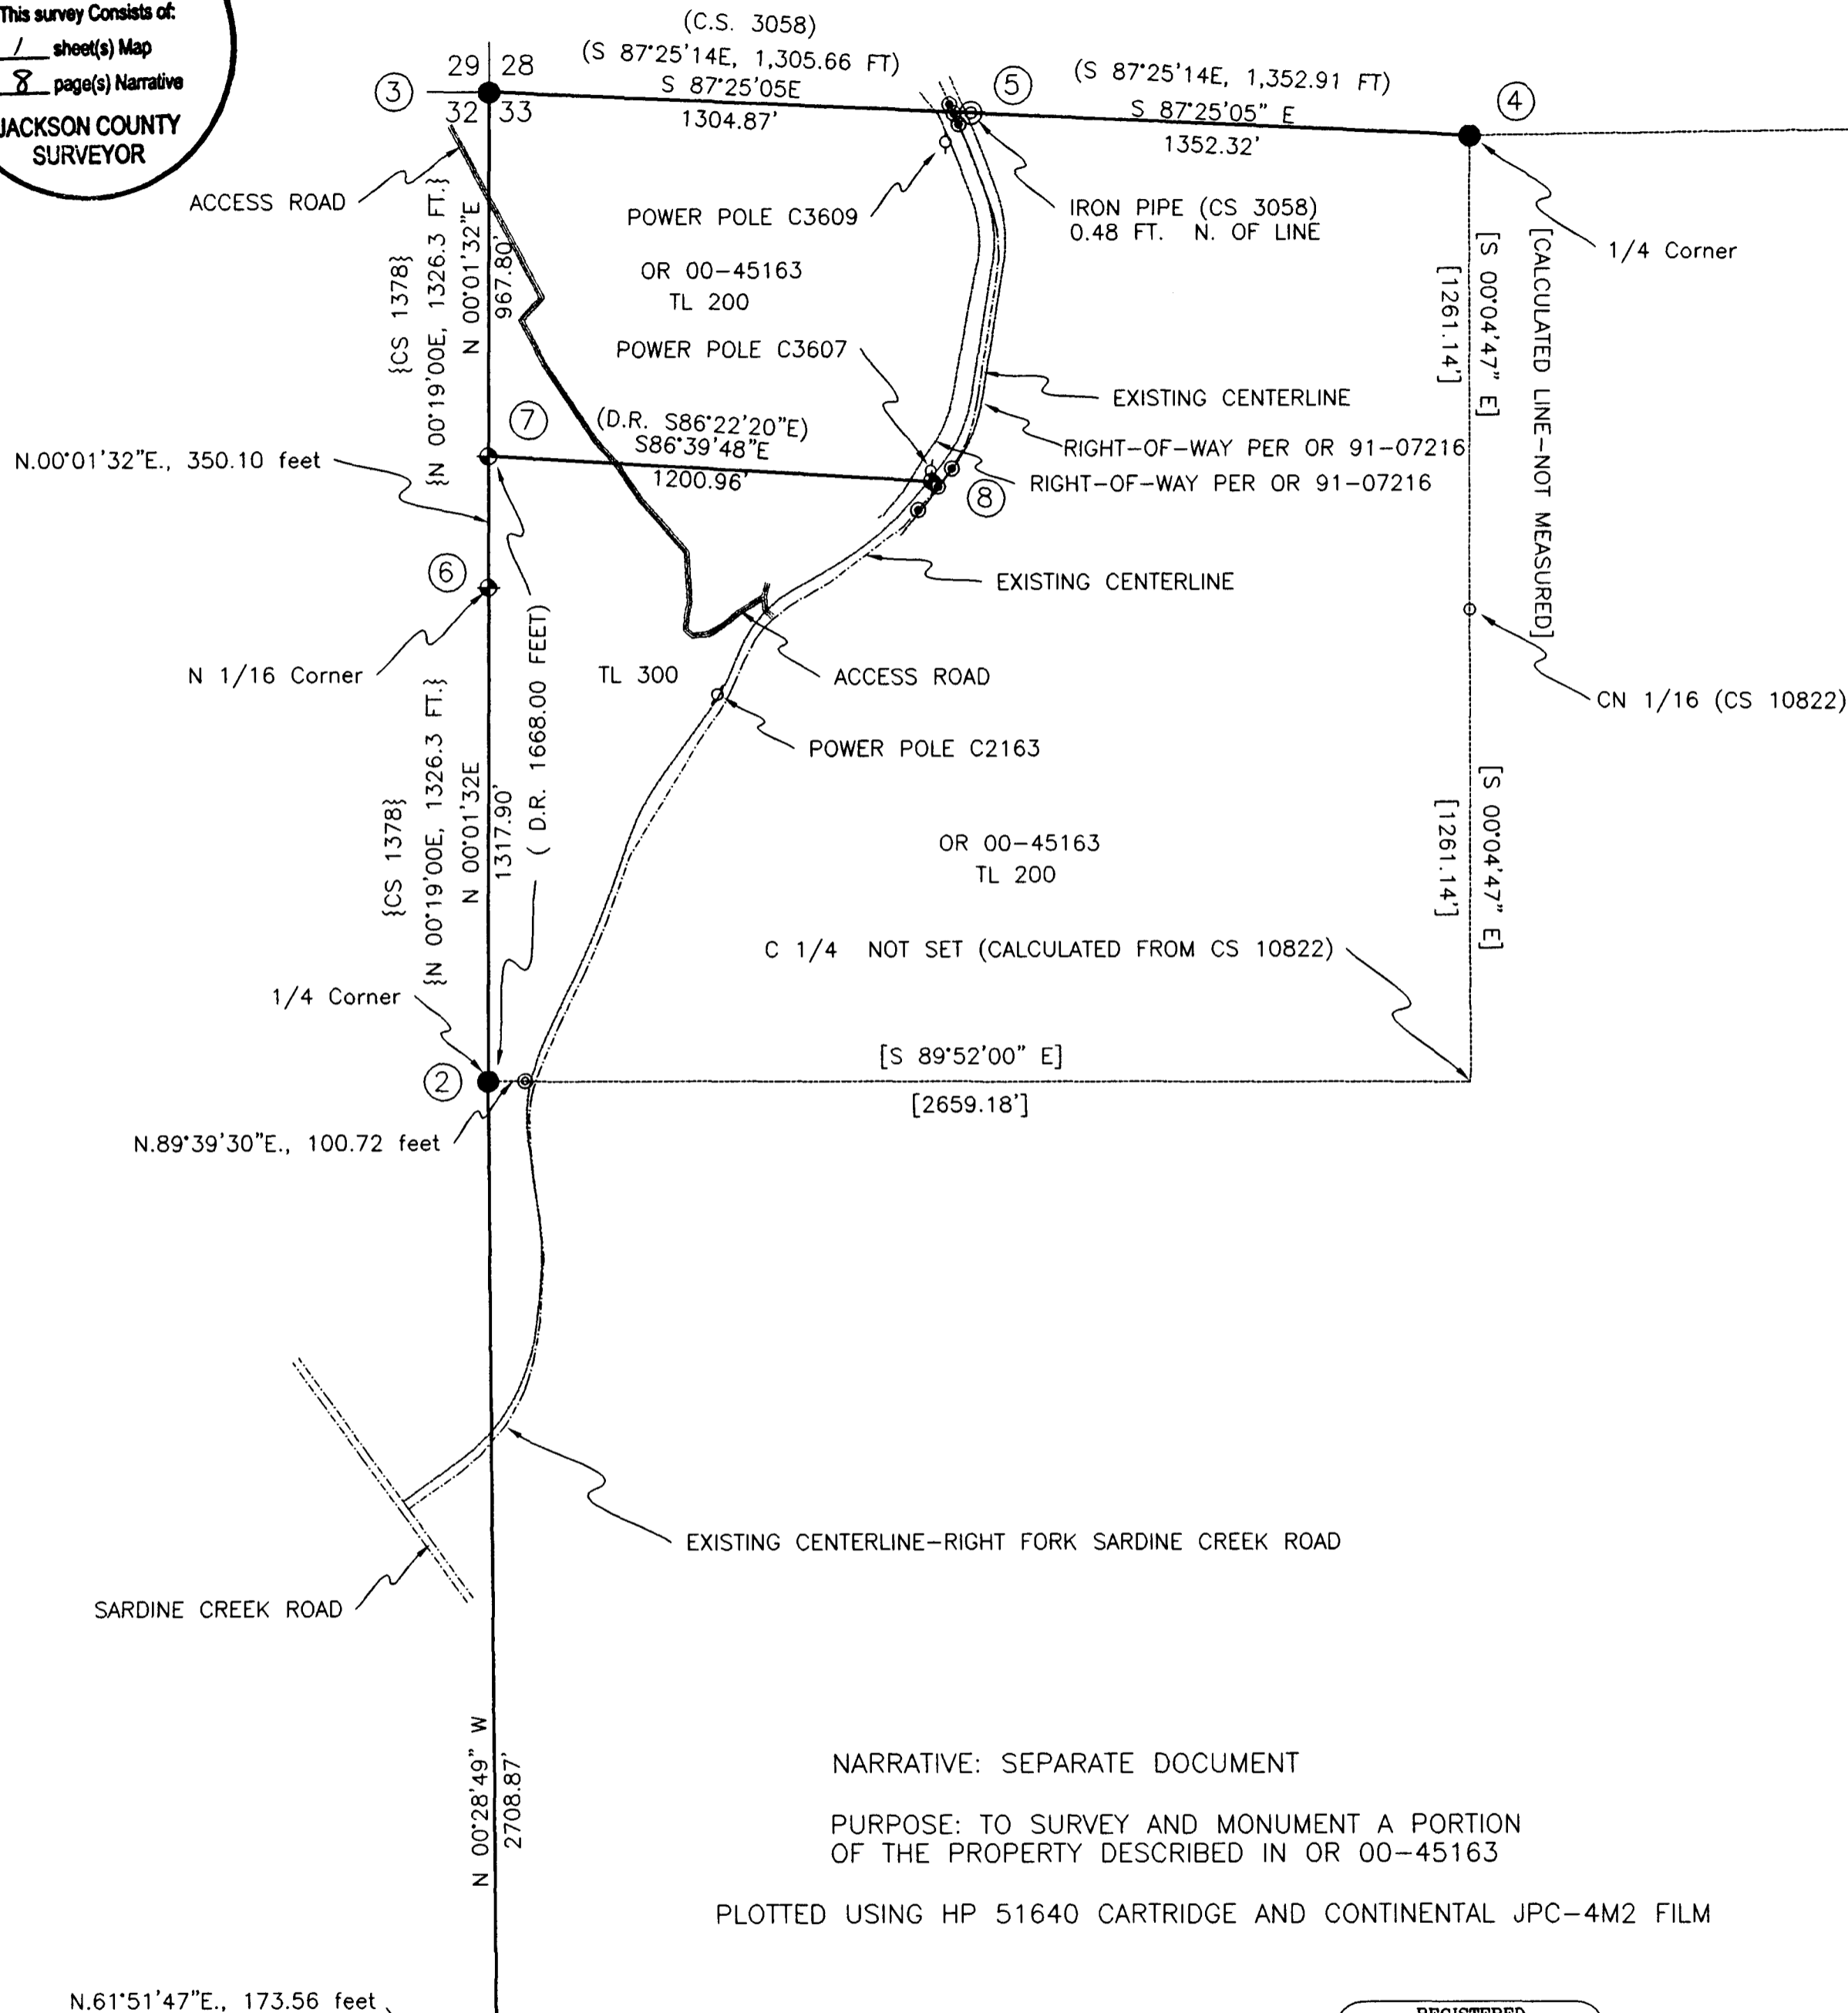 This survey Consists of:
1 sheet(s) Map
8 page(s) Narrative
JACKSON COUNTY
SURVEYOR
(C.S. 3058)
(S 87°25'14E, 1,305.66 FT)
S 87°25'05E
1304.87'
29 28
32 33
3
5
(S 87°25'14E, 1,352.91 FT)
S 87°25'05" E
1352.32'
4
ACCESS ROAD
POWER POLE C3609
IRON PIPE (CS 3058)
0.48 FT. N. OF LINE
1/4 Corner
{CS 1378}
{N 00°19'00E, 1326.3 FT.}
N 00°01'32"E
967.80'
OR 00-45163
TL 200
[S 00°04'47" E]
[1261.14']
[CALCULATED LINE-NOT MEASURED]
POWER POLE C3607
EXISTING CENTERLINE
7
(D.R. S86°22'20"E)
S86°39'48"E
1200.96'
RIGHT-OF-WAY PER OR 91-07216
RIGHT-OF-WAY PER OR 91-07216
8
N.00°01'32"E., 350.10 feet
6
EXISTING CENTERLINE
N 1/16 Corner
( D.R. 1668.00 FEET)
TL 300
ACCESS ROAD
CN 1/16 (CS 10822)
POWER POLE C2163
{CS 1378}
{N 00°19'00E, 1326.3 FT.}
N 00°01'32E
1317.90'
OR 00-45163
TL 200
[S 00°04'47" E]
[1261.14']
C 1/4 NOT SET (CALCULATED FROM CS 10822)
1/4 Corner
2
[S 89°52'00" E]
[2659.18']
N.89°39'30"E., 100.72 feet
EXISTING CENTERLINE-RIGHT FORK SARDINE CREEK ROAD
SARDINE CREEK ROAD
N 00°28'49" W
2708.87'
NARRATIVE: SEPARATE DOCUMENT
PURPOSE: TO SURVEY AND MONUMENT A PORTION
OF THE PROPERTY DESCRIBED IN OR 00-45163
PLOTTED USING HP 51640 CARTRIDGE AND CONTINENTAL JPC-4M2 FILM
N.61°51'47"E., 173.56 feet
REGISTERED